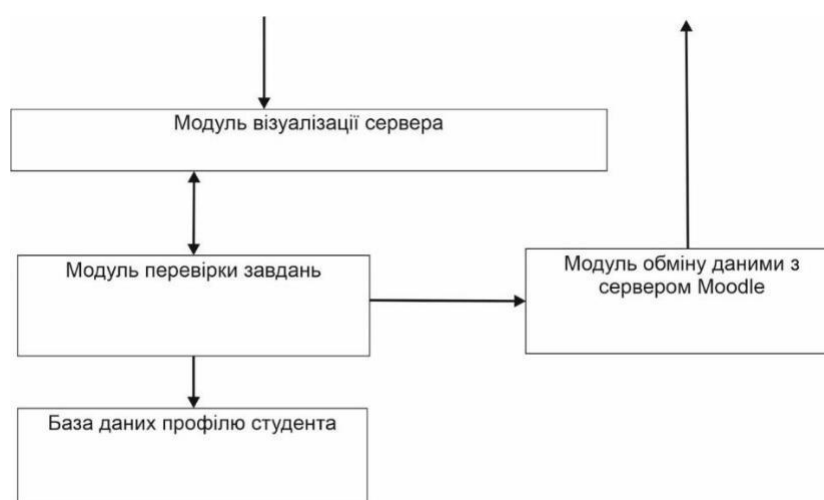 Модуль візуалізації сервера
Модуль перевірки завдань
Модуль обміну даними з
сервером Moodle
База даних профілю студента